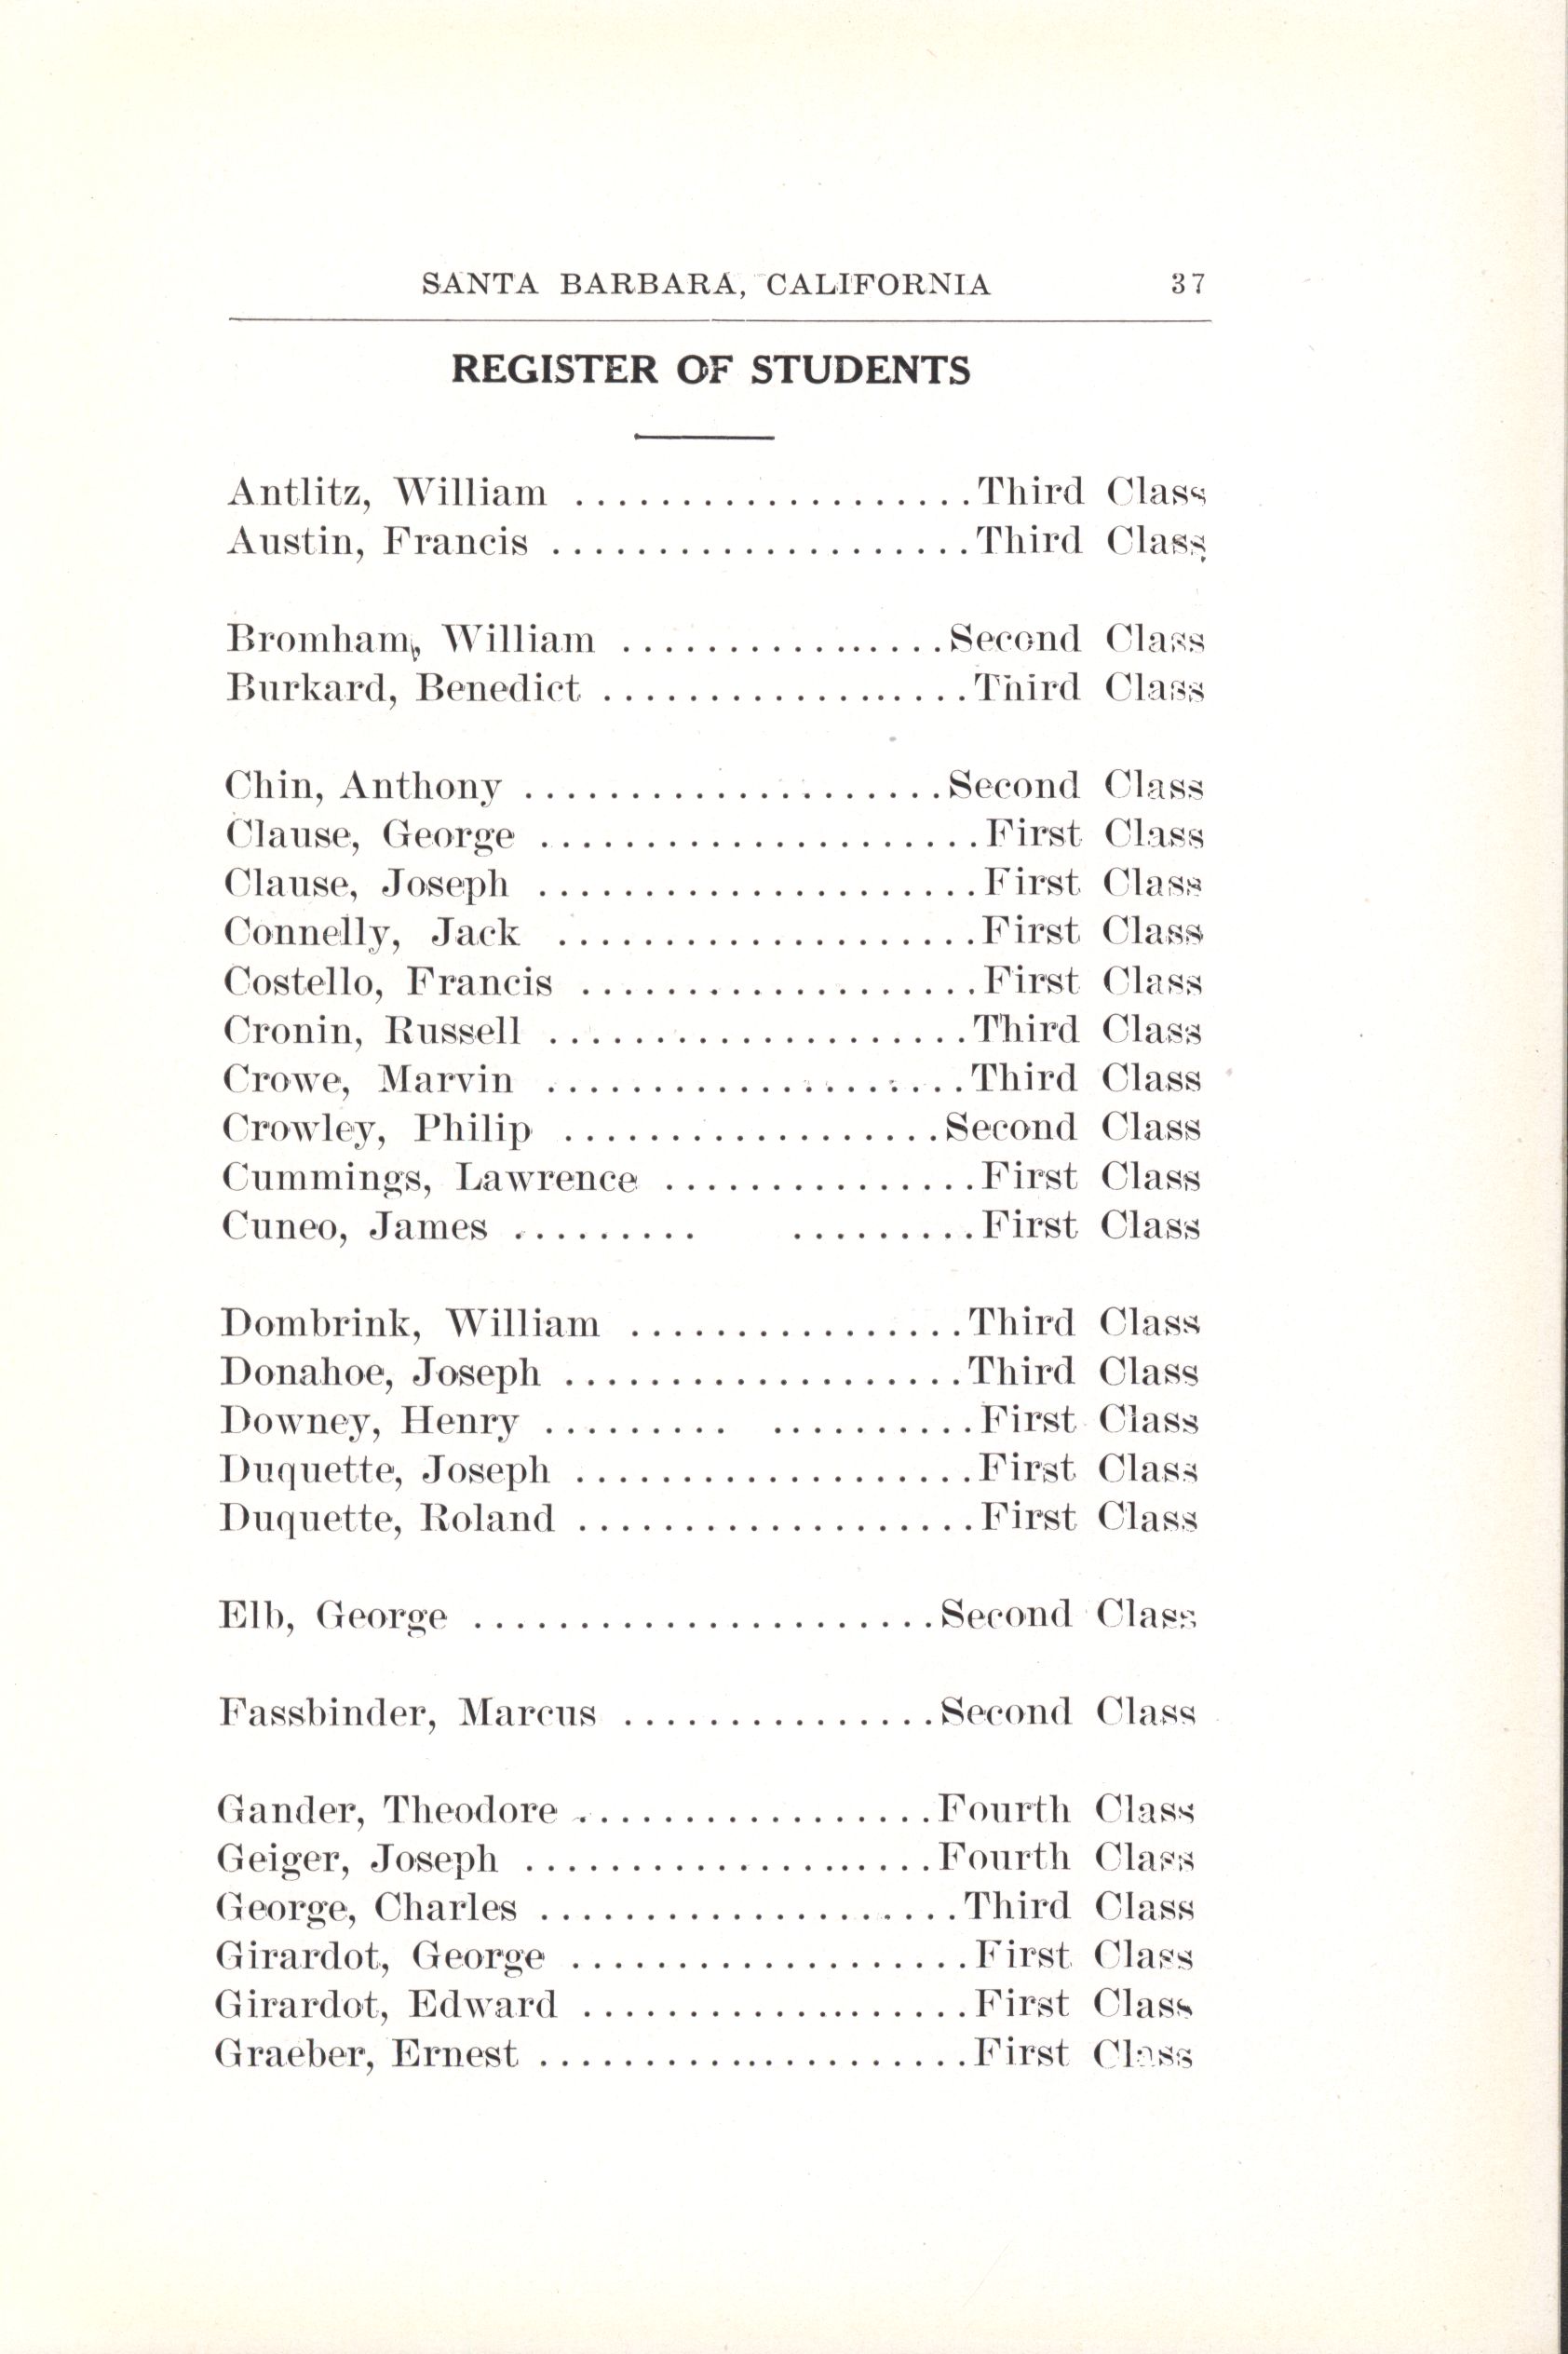 SANTA BARBARA, CALIFORNIA 37
REGISTER OF STUDENTS
Antlitz, William ...................Third Class
Austin, Francis ....................Third Class
Bromham, William ...............Second Class
Burkard, Benedict .................Third Class
Chin, Anthony ....................Second Class
Clause, George .....................First Class
Clause, Joseph .....................First Class
Connelly, Jack ....................First Class
Costello, Francis ...................First Class
Cronin, Russell ....................Third Class
Crowe, Marvin ....................Third Class
Crowley, Philip ..................Second Class
Cummings, Lawrence ...............First Class
Cuneo, James ......... .........First Class
Dombrink, William ................Third Class
Donahoe, Joseph ...................Third Class
Downey, Henry ......... ..........First Class
Duquette, Joseph ...................First Class
Duquette, Roland ...................First Class
Elb, George ......................Second Class
Fassbinder, Marcus ...............Second Class
Gander, Theodore .................Fourth Class
Geiger, Joseph ...................Fourth Class
George, Charles ....................Third Class
Girardot, George ...................First Class
Girardot, Edward ..................First Class
Graeber, Ernest ....................First Class